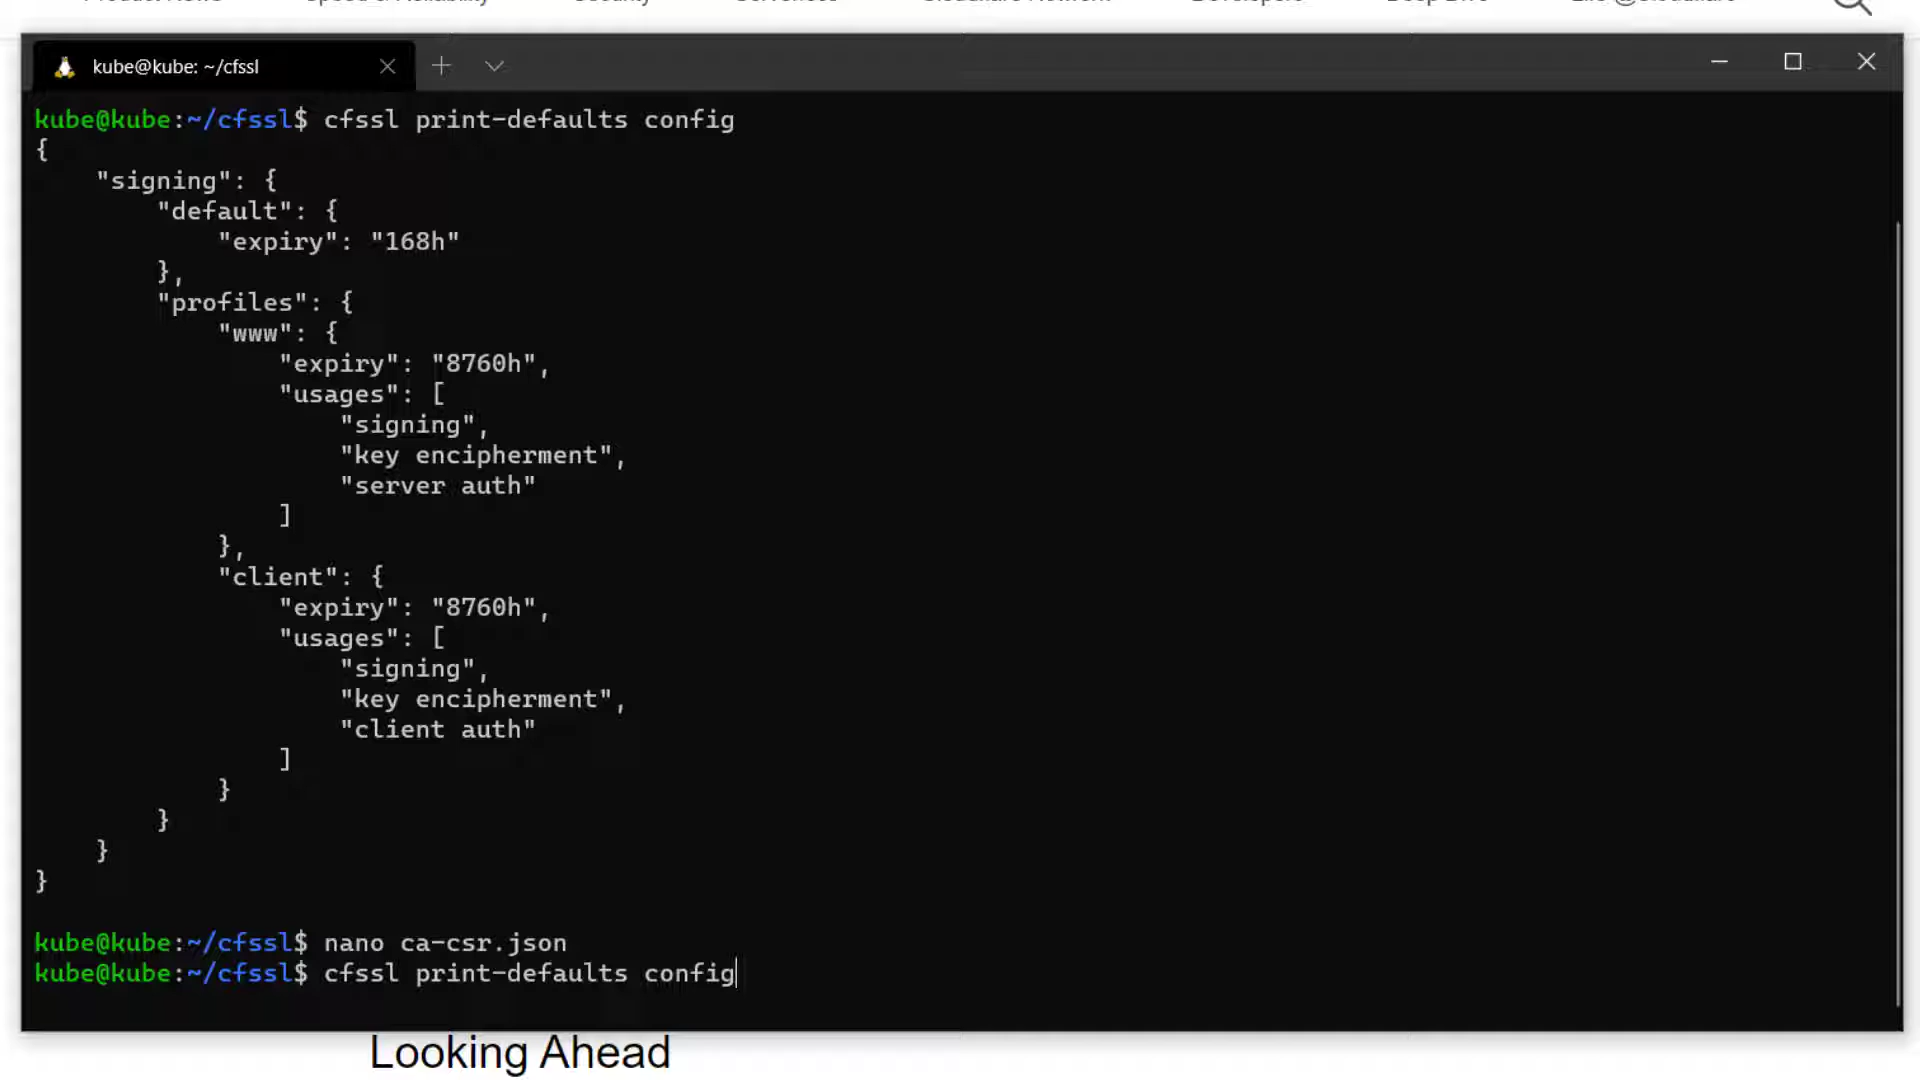 kube@kube: ~/cfssl
kube@kube:~/cfssl$ cfssl print-defaults config
{
    "signing": {
        "default": {
            "expiry": "168h"
        },
        "profiles": {
            "www": {
                "expiry": "8760h",
                "usages": [
                    "signing",
                    "key encipherment",
                    "server auth"
                ]
            },
            "client": {
                "expiry": "8760h",
                "usages": [
                    "signing",
                    "key encipherment",
                    "client auth"
                ]
            }
        }
    }
}
kube@kube:~/cfssl$ nano ca-csr.json
kube@kube:~/cfssl$ cfssl print-defaults config
Looking Ahead